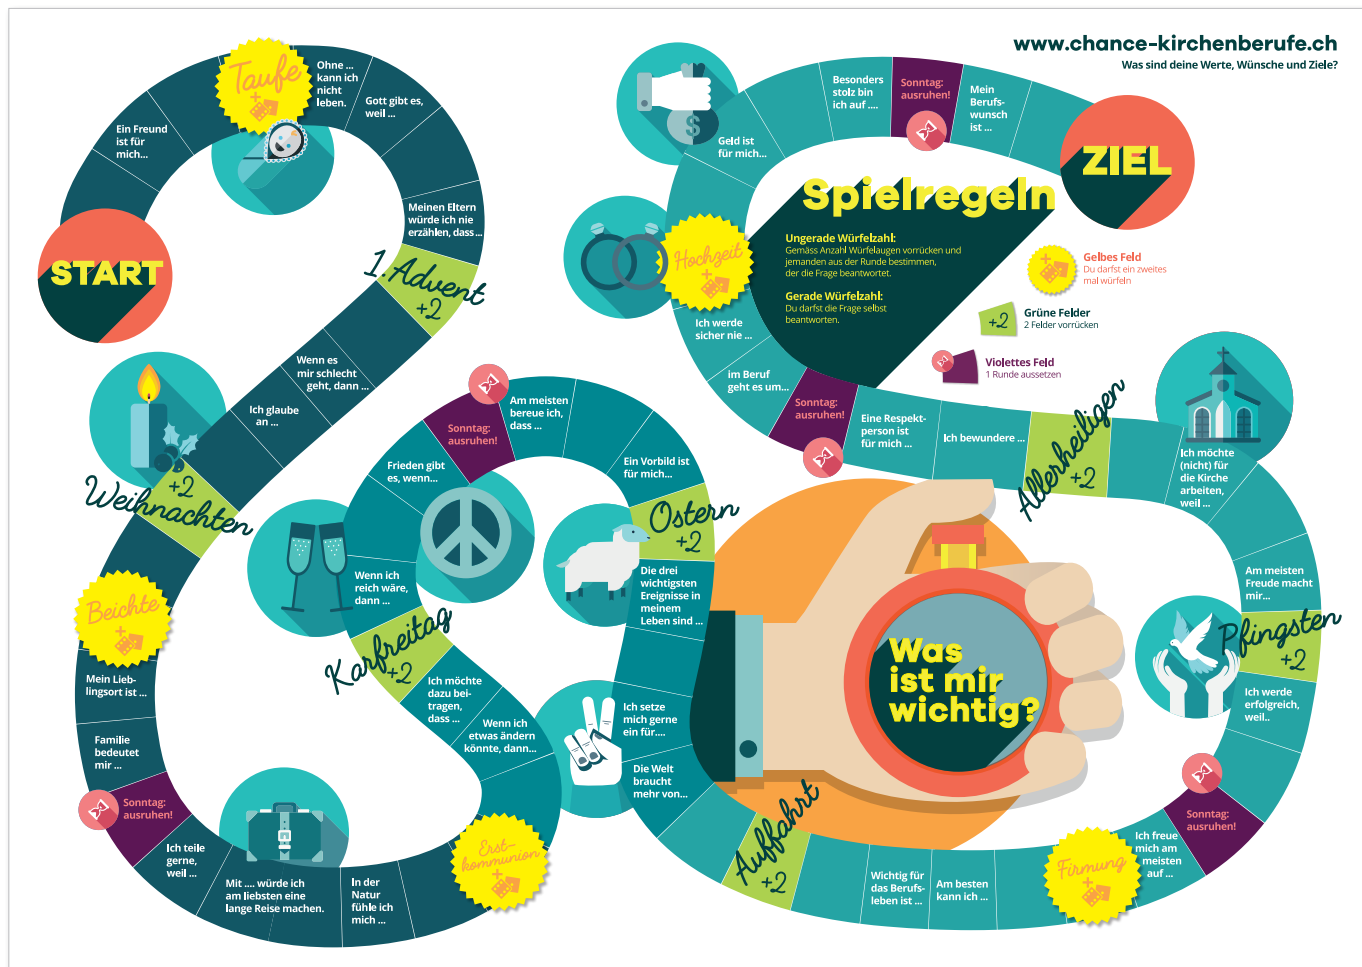 www.chance-kirchenberufe.ch
Was sind deine Werte, Wünsche und Ziele?
START
Ein Freund
ist für
mich...
Taufe
Ohne ...
kann ich
nicht
leben.
Gott gibt es,
weil ...
Meinen Eltern
würde ich nie
erzählen, dass ...
1. Advent
+2
Wenn es
mir schlecht
geht, dann ...
Ich glaube
an ...
+2
Weihnachten
Beichte
Mein Lieb-
lingsort ist ...
Familie
bedeutet
mir ...
Sonntag:
ausruhen!
Ich teile
gerne,
weil ...
Mit .... würde ich
am liebsten eine
lange Reise machen.
In der
Natur
fühle ich
mich ...
Erst-
kommunion
Wenn ich
etwas ändern
könnte, dann...
Ich möchte
dazu bei-
tragen,
dass ...
Karfreitag
+2
Wenn ich
reich wäre,
dann ...
Frieden gibt
es, wenn...
Sonntag:
ausruhen!
Am meisten
bereue ich,
dass ...
Ein Vorbild ist
für mich...
Ostern
+2
Die drei
wichtigsten
Ereignisse in
meinem
Leben sind ...
Ich setze
mich gerne
ein für....
Die Welt
braucht
mehr von...
Auffahrt
+2
Wichtig für
das Berufs-
leben ist ...
Am besten
kann ich ...
Firmung
Ich freue
mich am
meisten
auf ...
Sonntag:
ausruhen!
Ich werde
erfolgreich,
weil..
Pfingsten
+2
Am meisten
Freude macht
mir...
Ich möchte
(nicht) für
die Kirche
arbeiten,
weil ...
Allerheiligen
+2
Ich bewundere ...
Eine Respekt-
person ist
für mich ...
Sonntag:
ausruhen!
im Beruf
geht es um...
Ich werde
sicher nie ...
Hochzeit
Geld ist
für mich...
$
Besonders
stolz bin
ich auf ....
Sonntag:
ausruhen!
Mein
Berufs-
wunsch
ist ...
ZIEL
Spielregeln
Ungerade Würfelzahl:
Gemäss Anzahl Würfelaugen vorrücken und
jemanden aus der Runde bestimmen,
der die Frage beantwortet.
Gerade Würfelzahl:
Du darfst die Frage selbst
beantworten.
Gelbes Feld
Du darfst ein zweites
mal würfeln
+2
Grüne Felder
2 Felder vorrücken
Violettes Feld
1 Runde aussetzen
Was
ist mir
wichtig?